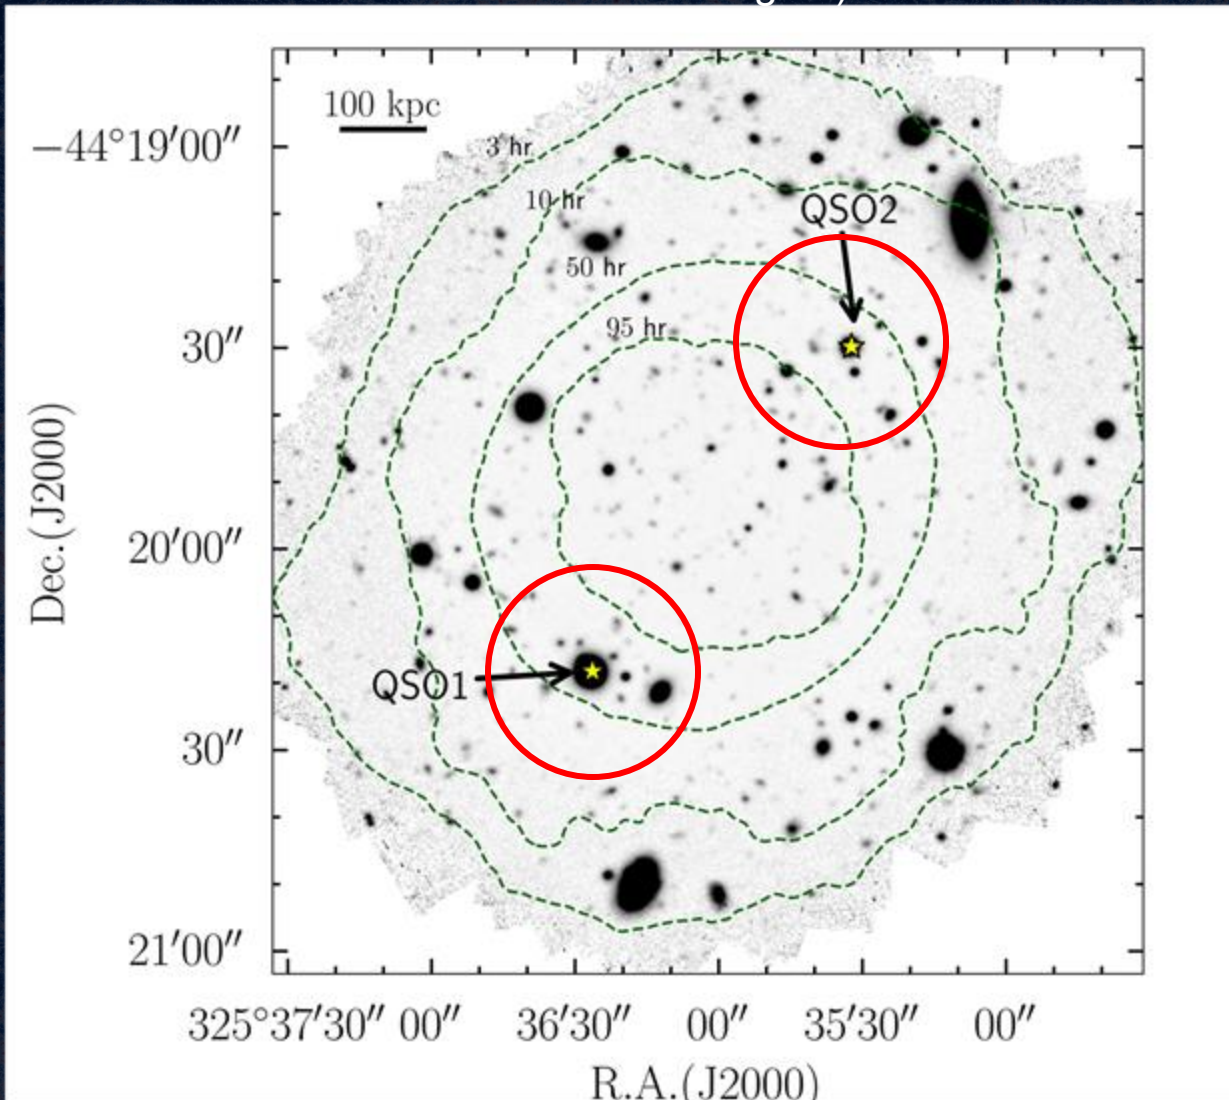 100 kpc
−44°19′00″
3 hr
10 hr
QSO2
50 hr
95 hr
30″
Dec.(J2000)
20′00″
QSO1
30″
21′00″
325°37′30″ 00″ 36′30″ 00″ 35′30″ 00″
R.A.(J2000)